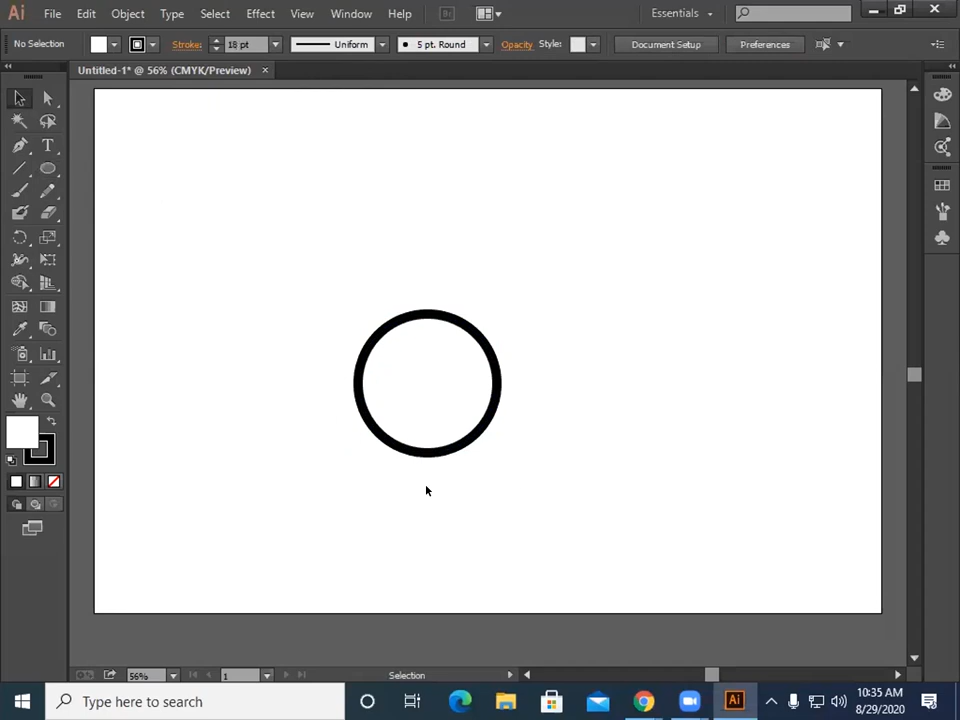 Ai File Edit Object Type Select Effect View Window Help Br Essentials
No Selection Stroke: 18 pt Uniform 5 pt. Round Opacity Style: Document Setup Preferences
Untitled-1* @ 56% (CMYK/Preview) ×
T
56% 1 Selection
Type here to search
Ai
10:35 AM
8/29/2020